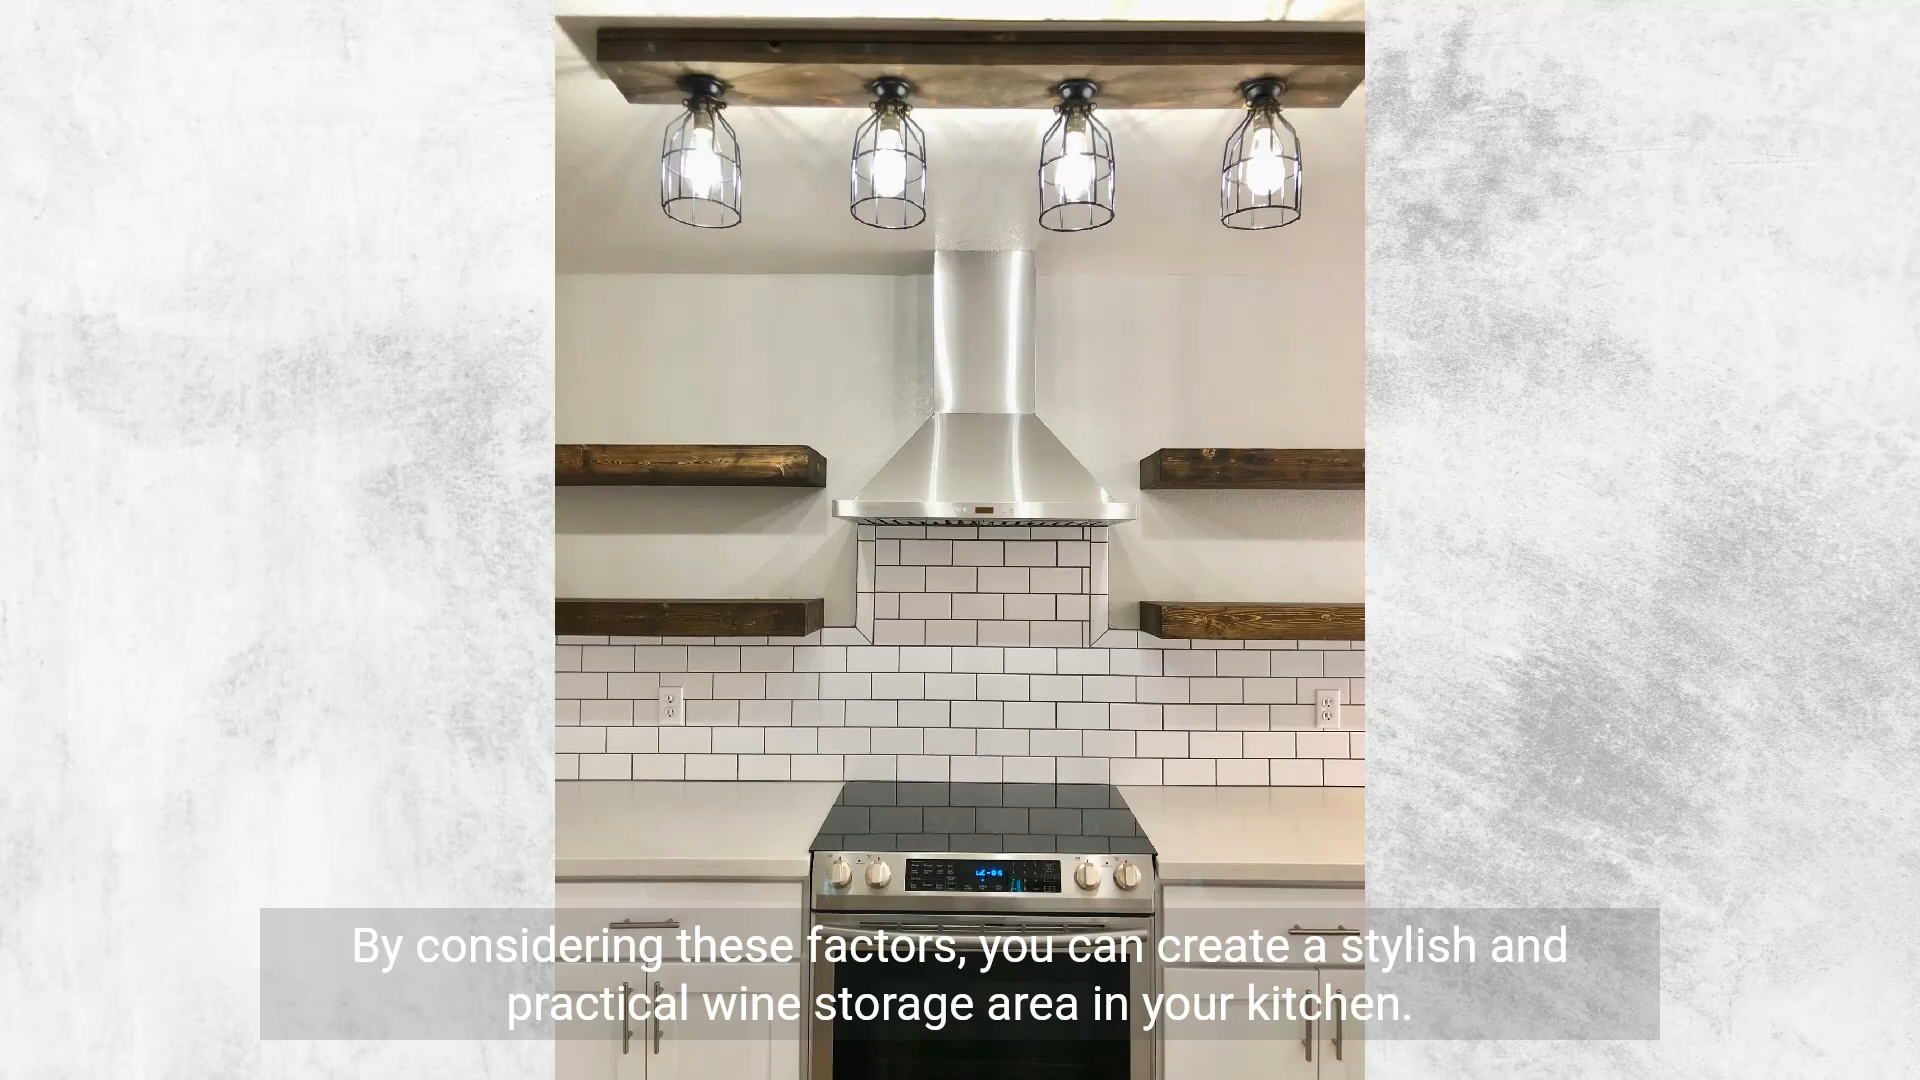 By considering these factors, you can create a stylish and
practical wine storage area in your kitchen.